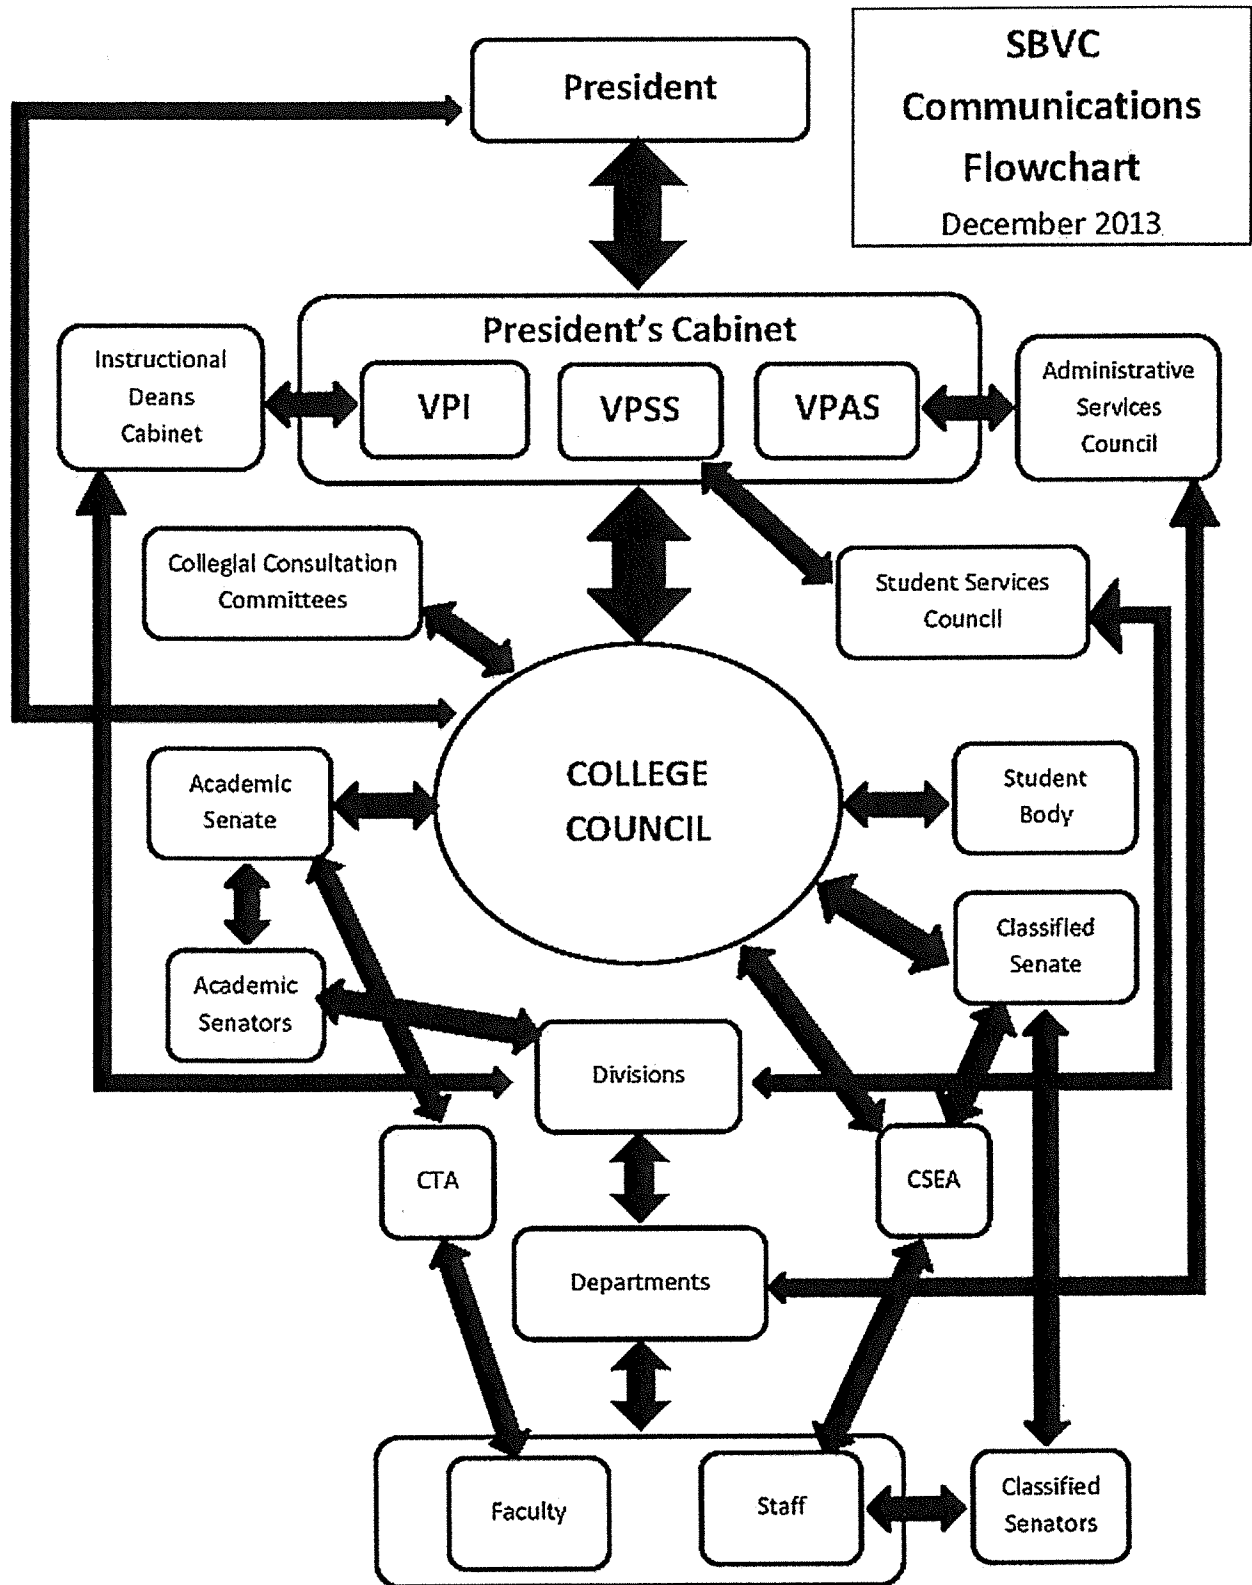 SBVC
Communications
Flowchart
December 2013
President
President's Cabinet
VPI
VPSS
VPAS
Instructional
Deans
Cabinet
Administrative
Services
Council
Collegial Consultation
Committees
Student Services
Council
COLLEGE
COUNCIL
Academic
Senate
Student
Body
Classified
Senate
Academic
Senators
Divisions
CTA
CSEA
Departments
Faculty
Staff
Classified
Senators